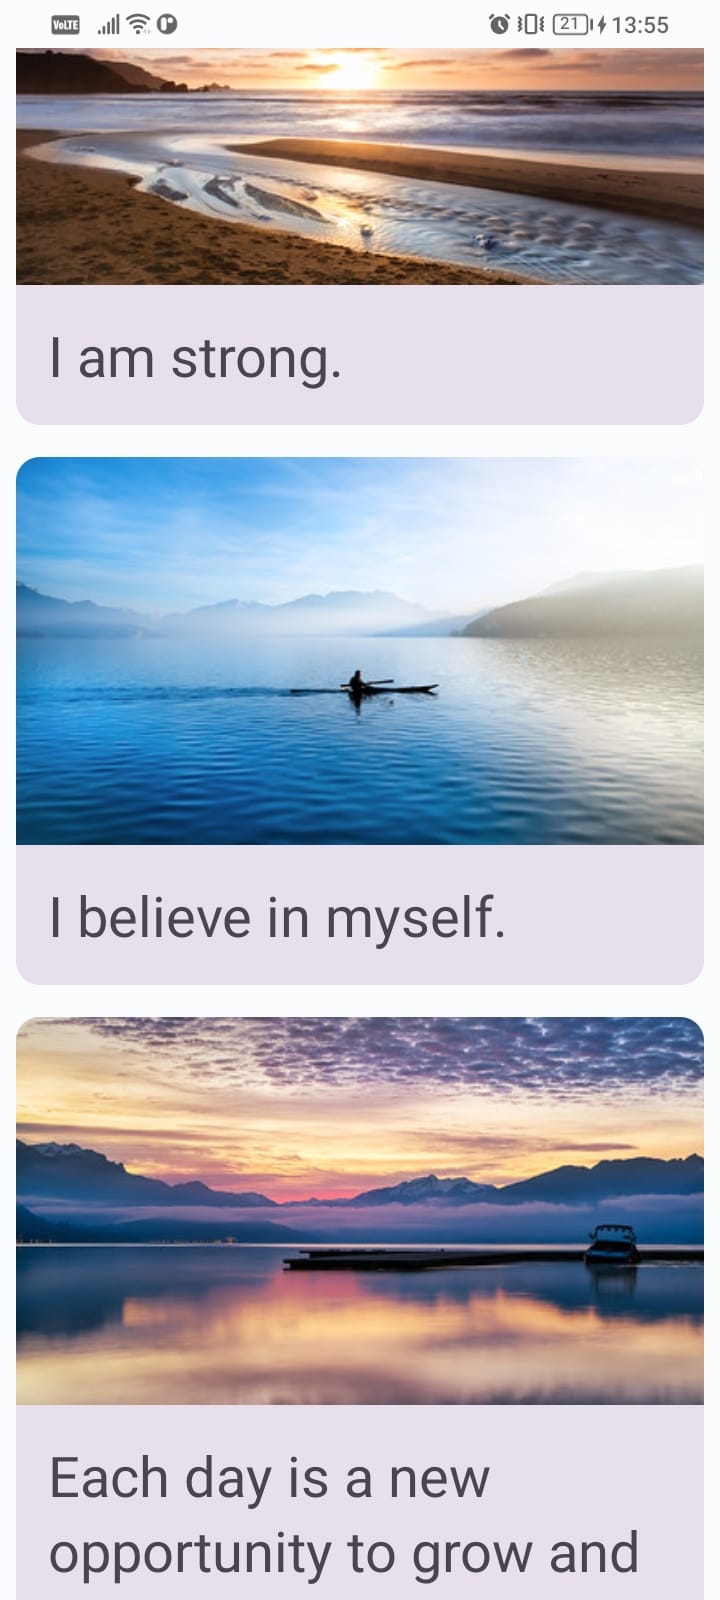 VoLTE 21 13:55
I am strong.
I believe in myself.
Each day is a new
opportunity to grow and